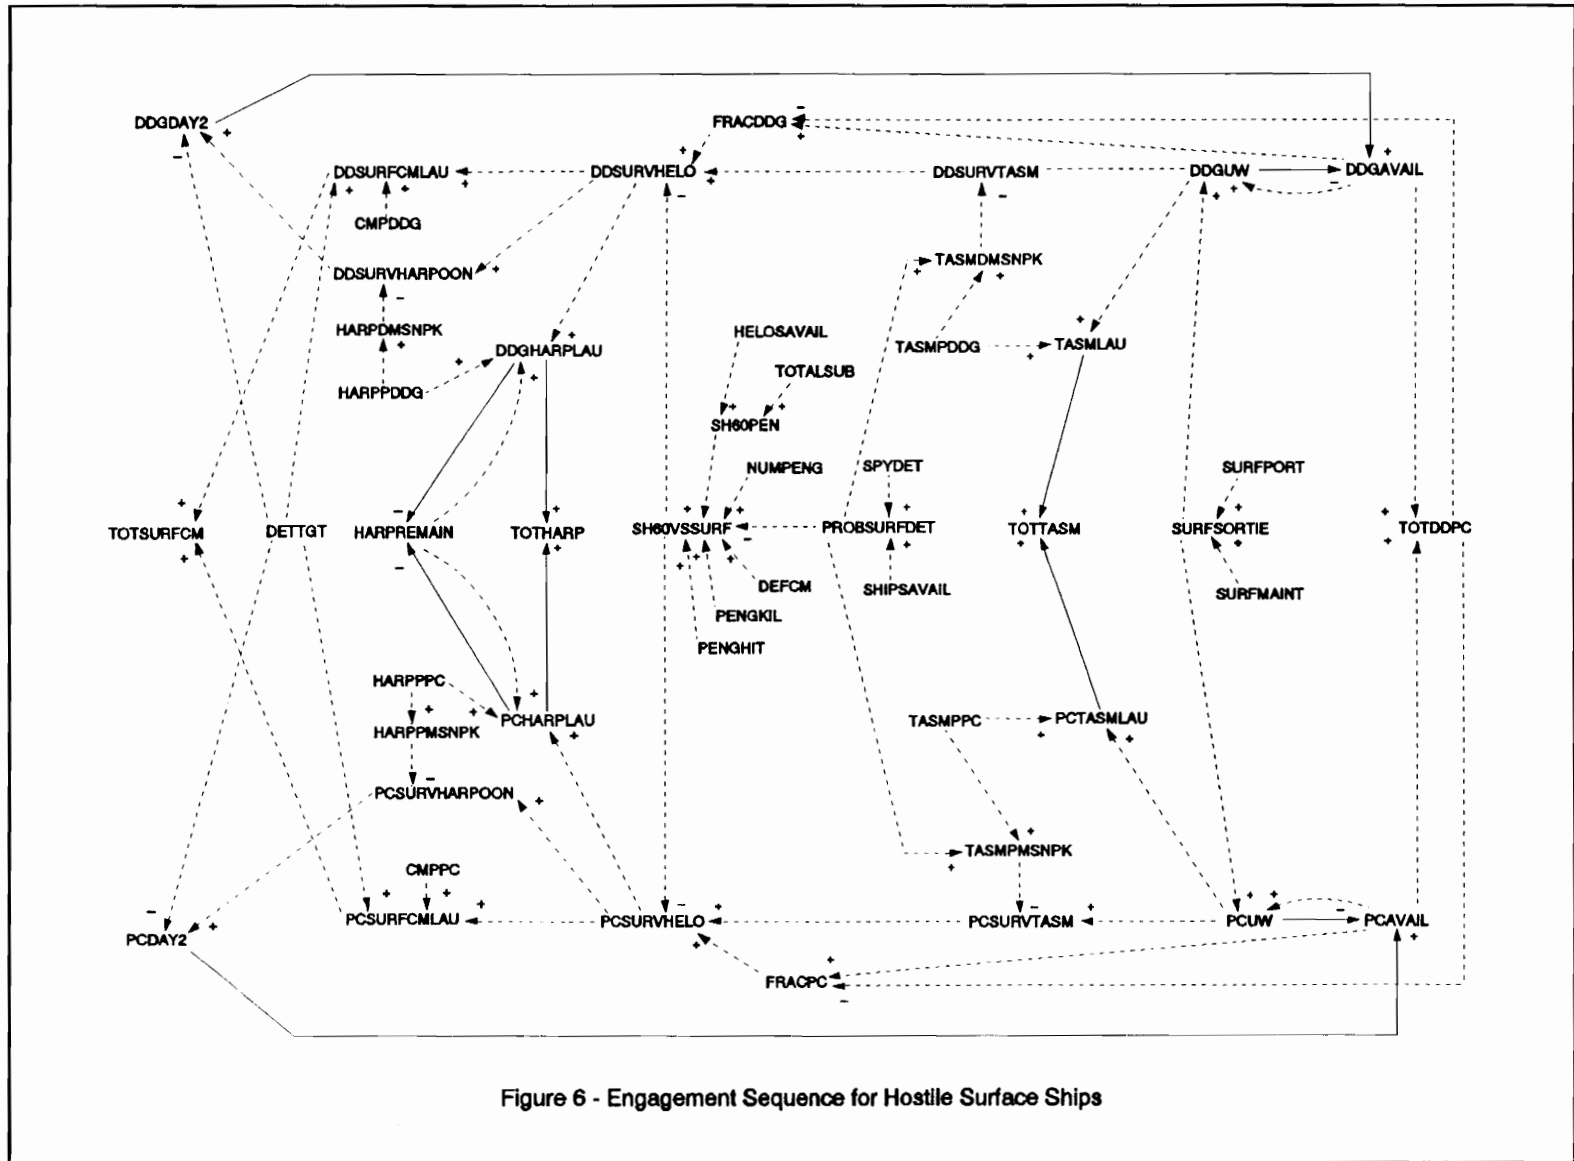 DDGDAY2
FRACDDG
DDSURFCMLAU
DDSURVHELO
DDSURVTASM
DDGUW
DDGAVAIL
CMPDDG
DDSURVHARPOON
TASMDMSNPK
HARPDMSNPK
HELOSAVAIL
DDGHARPLAU
TASMPDDG
TASMLAU
TOTALSUB
HARPPDDG
SH60PEN
NUMPENG
SPYDET
SURFPORT
TOTSURFCM
DETTGT
HARPREMAIN
TOTHARP
SH60VSSURF
PROBSURFDET
TOTTASM
SURFSORTIE
TOTDDPC
DEFCM
SHIPSAVAIL
SURFMAINT
PENGKIL
PENGHIT
HARPPPC
PCHARPLAU
TASMPPC
PCTASMLAU
HARPPMSNPK
PCSURVHARPOON
TASMPMSNPK
CMPPC
PCDAY2
PCSURFCMLAU
PCSURVHELO
PCSURVTASM
PCUW
PCAVAIL
FRACPC
Figure 6 - Engagement Sequence for Hostile Surface Ships